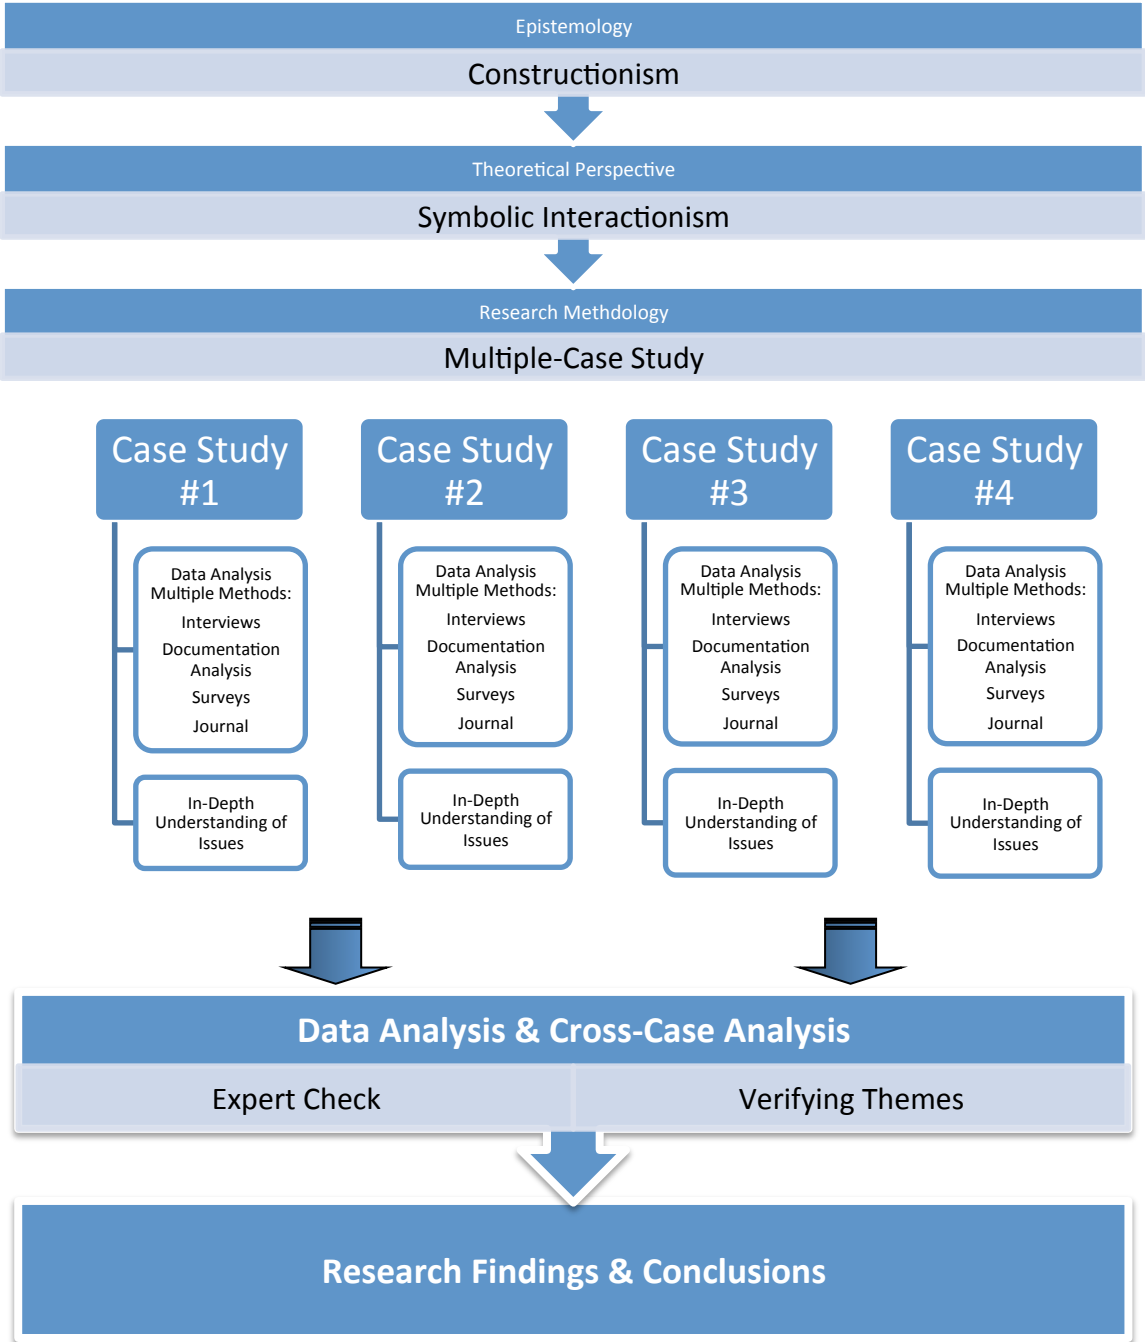 Epistemology
Constructionism
Theoretical Perspective
Symbolic Interactionism
Research Methdology
Multiple-Case Study
Case Study
#1
Data Analysis
Multiple Methods:
Interviews
Documentation
Analysis
Surveys
Journal
In-Depth
Understanding of
Issues
Case Study
#2
Data Analysis
Multiple Methods:
Interviews
Documentation
Analysis
Surveys
Journal
In-Depth
Understanding of
Issues
Case Study
#3
Data Analysis
Multiple Methods:
Interviews
Documentation
Analysis
Surveys
Journal
In-Depth
Understanding of
Issues
Case Study
#4
Data Analysis
Multiple Methods:
Interviews
Documentation
Analysis
Surveys
Journal
In-Depth
Understanding of
Issues
Data Analysis & Cross-Case Analysis
Expert Check
Verifying Themes
Research Findings & Conclusions